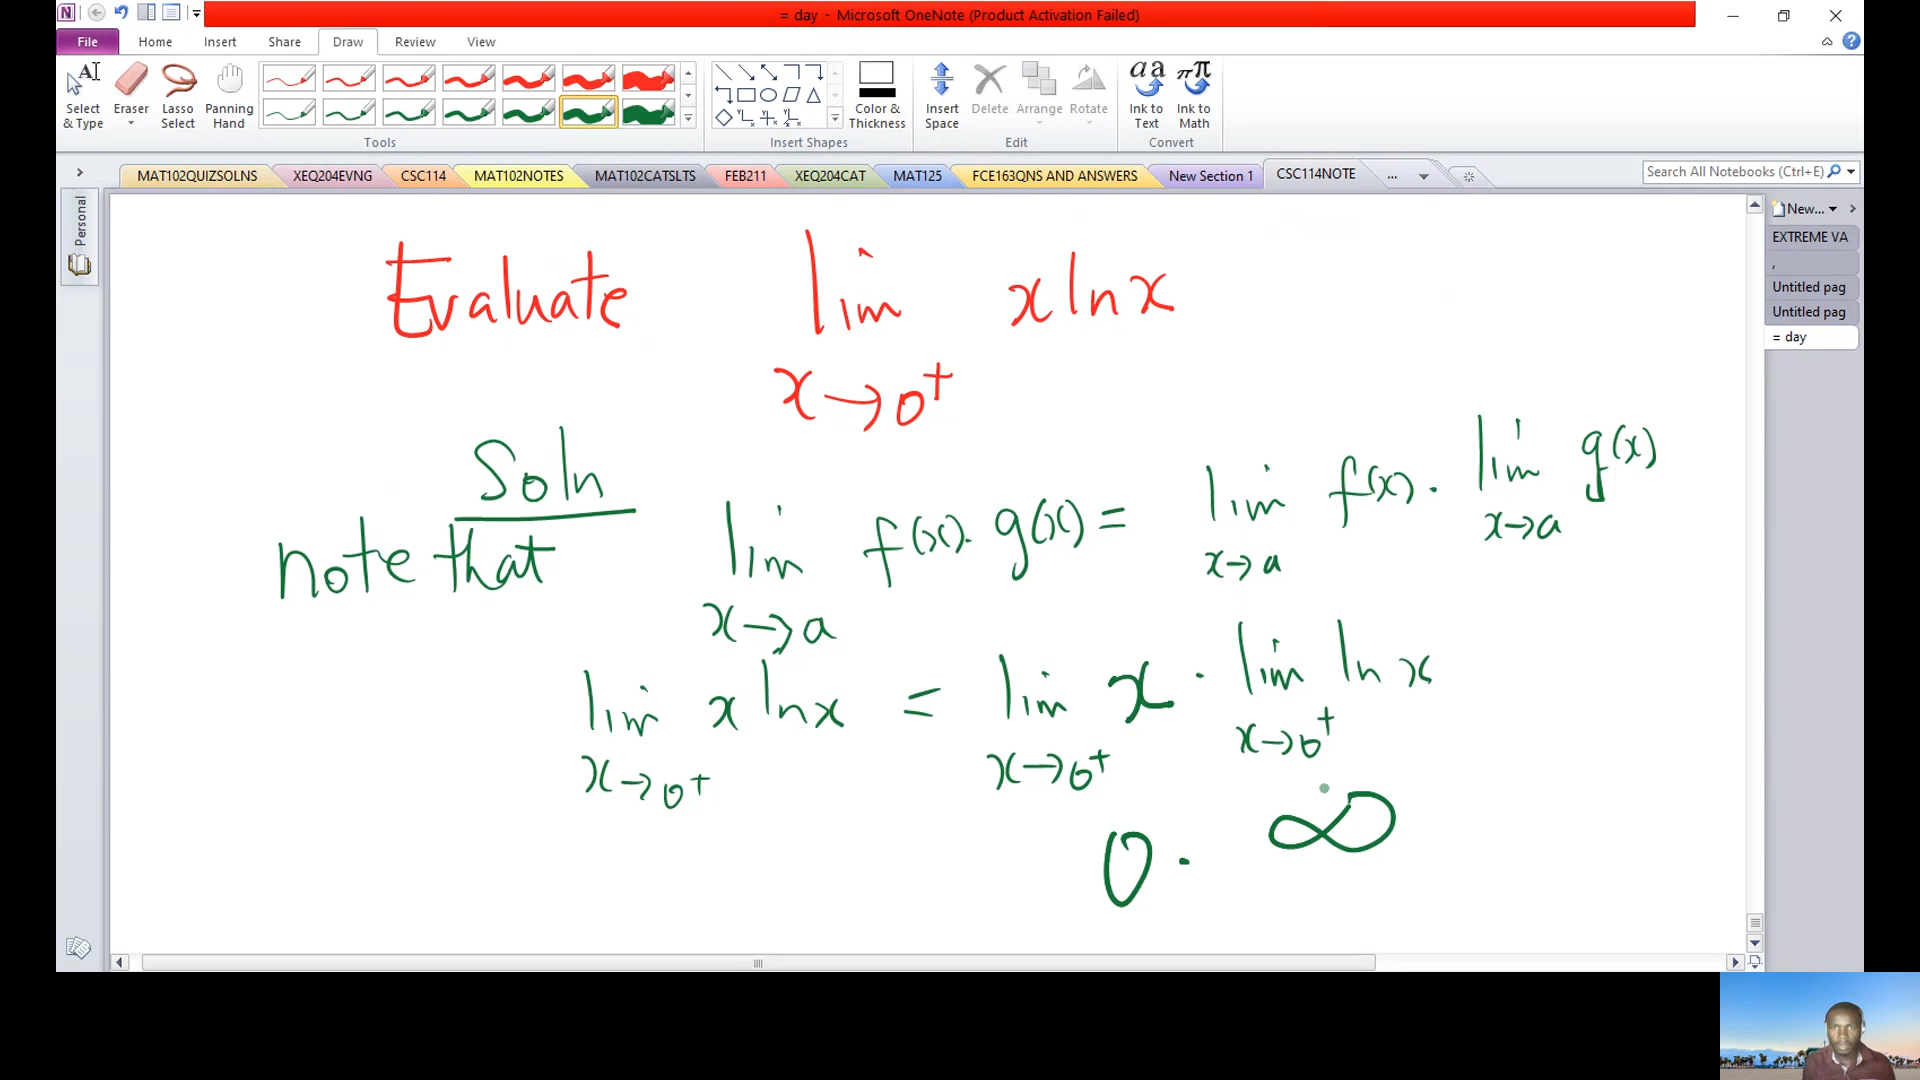 = day - Microsoft OneNote (Product Activation Failed)
File Home Insert Share Draw Review View
Select & Type
Eraser
Lasso Select
Panning Hand
Color & Thickness
Insert Space
Delete
Arrange
Rotate
Ink to Text
Ink to Math
Tools
Insert Shapes
Edit
Convert
MAT102QUIZSOLNS XEQ204EVNG CSC114 MAT102NOTES MAT102CATSLTS FEB211 XEQ204CAT MAT125 FCE163QNS AND ANSWERS New Section 1 CSC114NOTE ...
Search All Notebooks (Ctrl+E)
Personal
New...
EXTREME VA
,
Untitled pag
Untitled pag
= day
Evaluate lim x ln x
x→0⁺
Soln
note that lim f(x). g(x) = lim f(x) . lim g(x)
x→a x→a x→a
lim x ln x = lim x . lim ln x
x→0⁺ x→0⁺ x→0⁺
0 . ∞